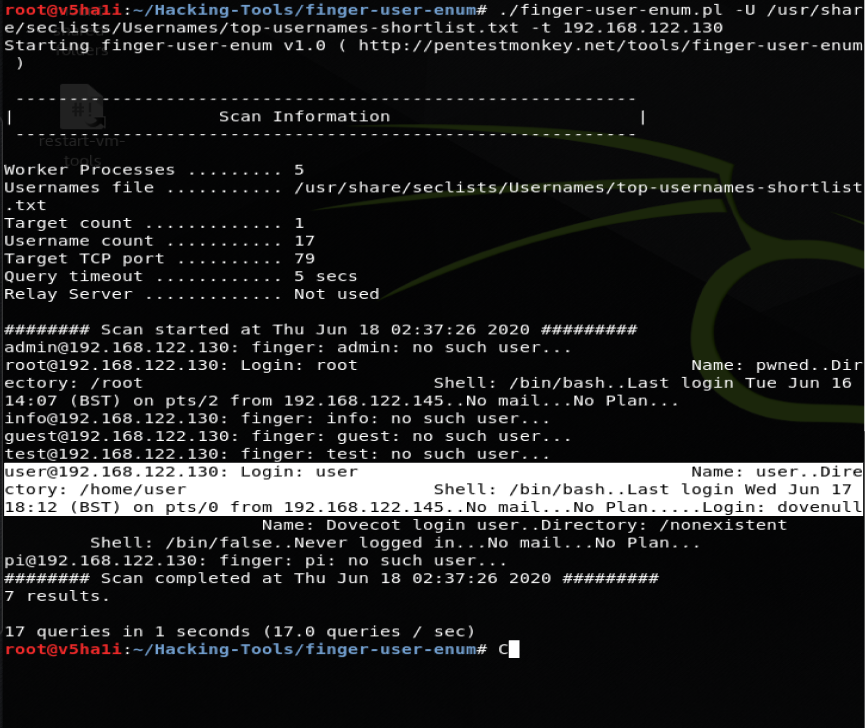 root@v5ha1i:~/Hacking-Tools/finger-user-enum# ./finger-user-enum.pl -U /usr/shar
e/seclists/Usernames/top-usernames-shortlist.txt -t 192.168.122.130
Starting finger-user-enum v1.0 ( http://pentestmonkey.net/tools/finger-user-enum
 )
 ----------------------------------------------------------
|                   Scan Information                       |
 ----------------------------------------------------------
restart-vm-
tools
Worker Processes ......... 5
Usernames file ........... /usr/share/seclists/Usernames/top-usernames-shortlist
.txt
Target count ............. 1
Username count ........... 17
Target TCP port .......... 79
Query timeout ............ 5 secs
Relay Server ............. Not used
######## Scan started at Thu Jun 18 02:37:26 2020 #########
admin@192.168.122.130: finger: admin: no such user...
root@192.168.122.130: Login: root                               Name: pwned..Dir
ectory: /root                           Shell: /bin/bash..Last login Tue Jun 16
14:07 (BST) on pts/2 from 192.168.122.145..No mail...No Plan...
info@192.168.122.130: finger: info: no such user...
guest@192.168.122.130: finger: guest: no such user...
test@192.168.122.130: finger: test: no such user...
user@192.168.122.130: Login: user                               Name: user..Dire
ctory: /home/user                       Shell: /bin/bash..Last login Wed Jun 17
18:12 (BST) on pts/0 from 192.168.122.145..No mail...No Plan.....Login: dovenull
                        Name: Dovecot login user..Directory: /nonexistent
        Shell: /bin/false..Never logged in...No mail...No Plan...
pi@192.168.122.130: finger: pi: no such user...
######## Scan completed at Thu Jun 18 02:37:26 2020 #########
7 results.
17 queries in 1 seconds (17.0 queries / sec)
root@v5ha1i:~/Hacking-Tools/finger-user-enum# C